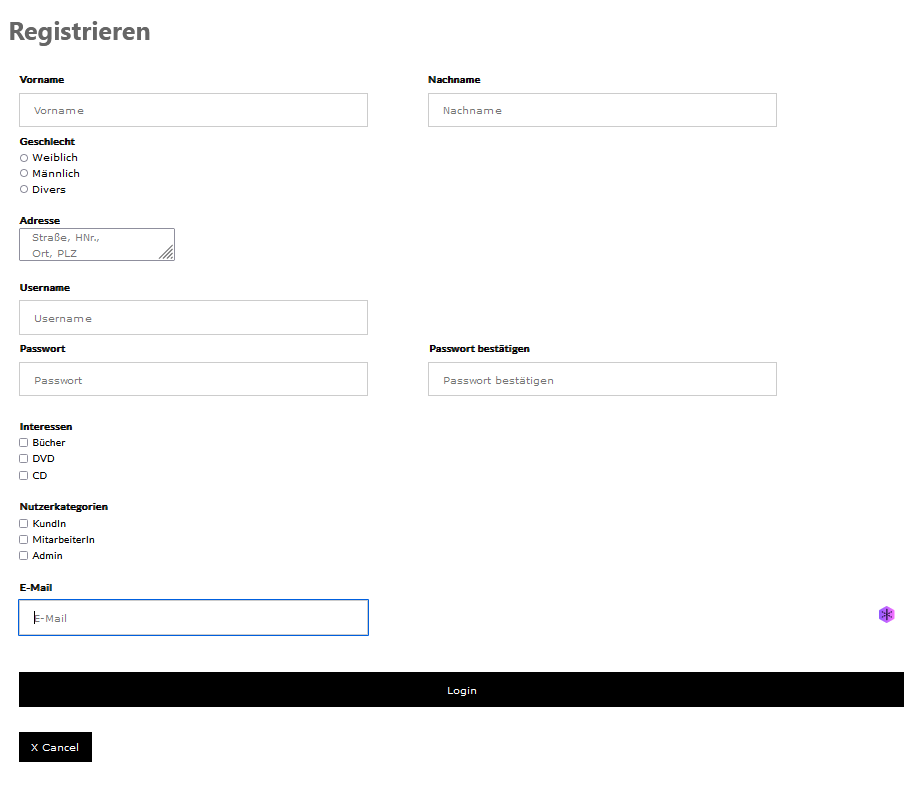 Registrieren
Vorname Nachname
Vorname Nachname
Geschlecht
Weiblich
Männlich
Divers
Adresse
Straße, HNr.,
Ort, PLZ
Username
Username
Passwort Passwort bestätigen
Passwort Passwort bestätigen
Interessen
Bücher
DVD
CD
Nutzerkategorien
KundIn
MitarbeiterIn
Admin
E-Mail
E-Mail
Login
X Cancel